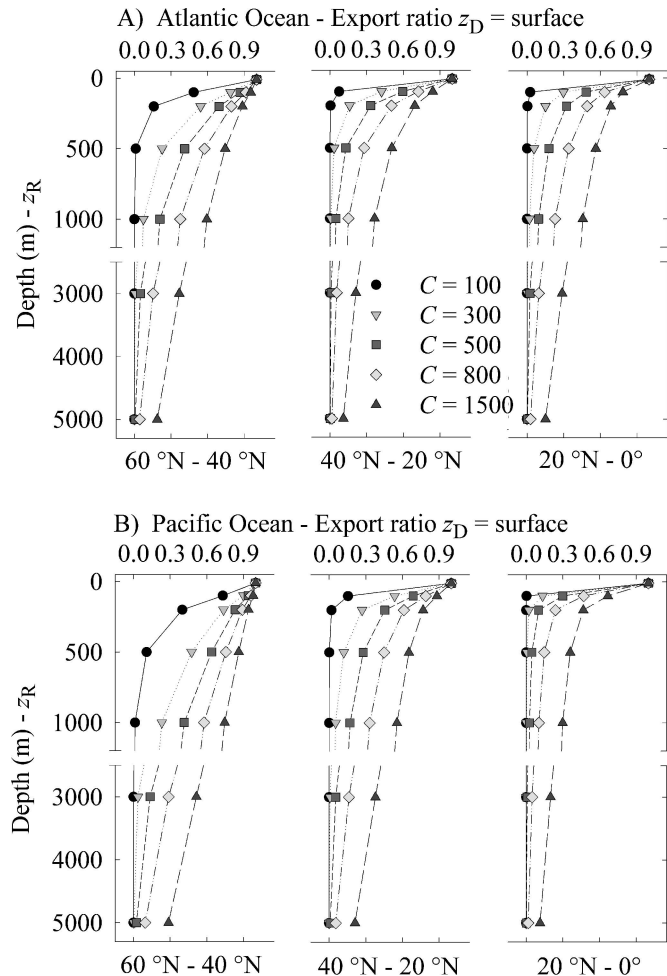 A) Atlantic Ocean - Export ratio zD = surface
0.0 0.3 0.6 0.9 0.0 0.3 0.6 0.9 0.0 0.3 0.6 0.9
0
500
1000
3000
4000
5000
Depth (m) - zR
C = 100
C = 300
C = 500
C = 800
C = 1500
60 °N - 40 °N 40 °N - 20 °N 20 °N - 0°
B) Pacific Ocean - Export ratio zD = surface
0.0 0.3 0.6 0.9 0.0 0.3 0.6 0.9 0.0 0.3 0.6 0.9
0
500
1000
3000
4000
5000
Depth (m) - zR
60 °N - 40 °N 40 °N - 20 °N 20 °N - 0°